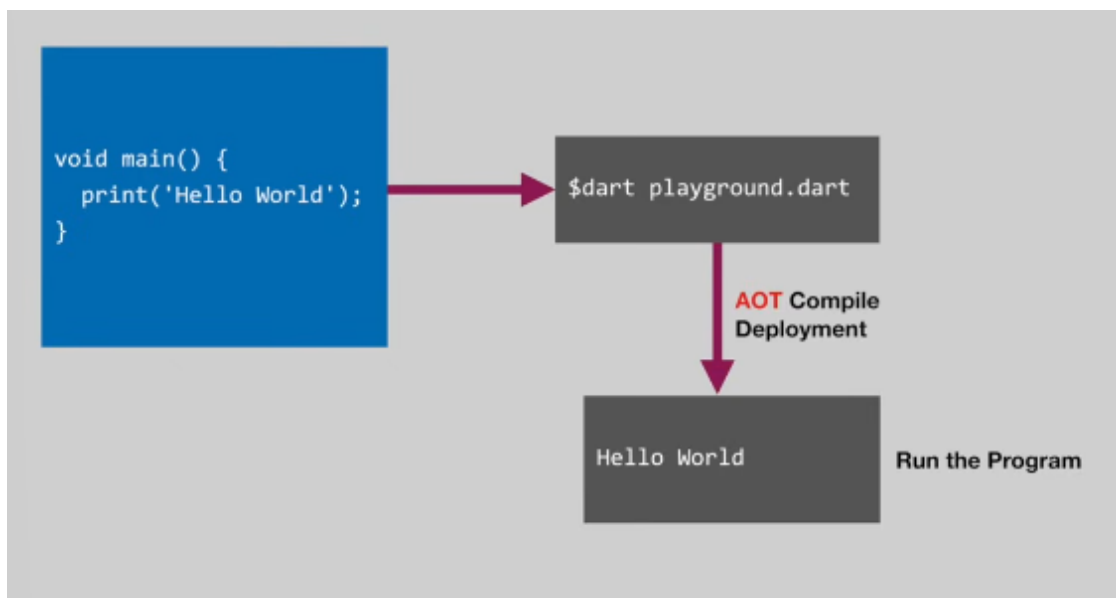 void main() {
  print('Hello World');
}
$dart playground.dart
AOT Compile
Deployment
Hello World
Run the Program